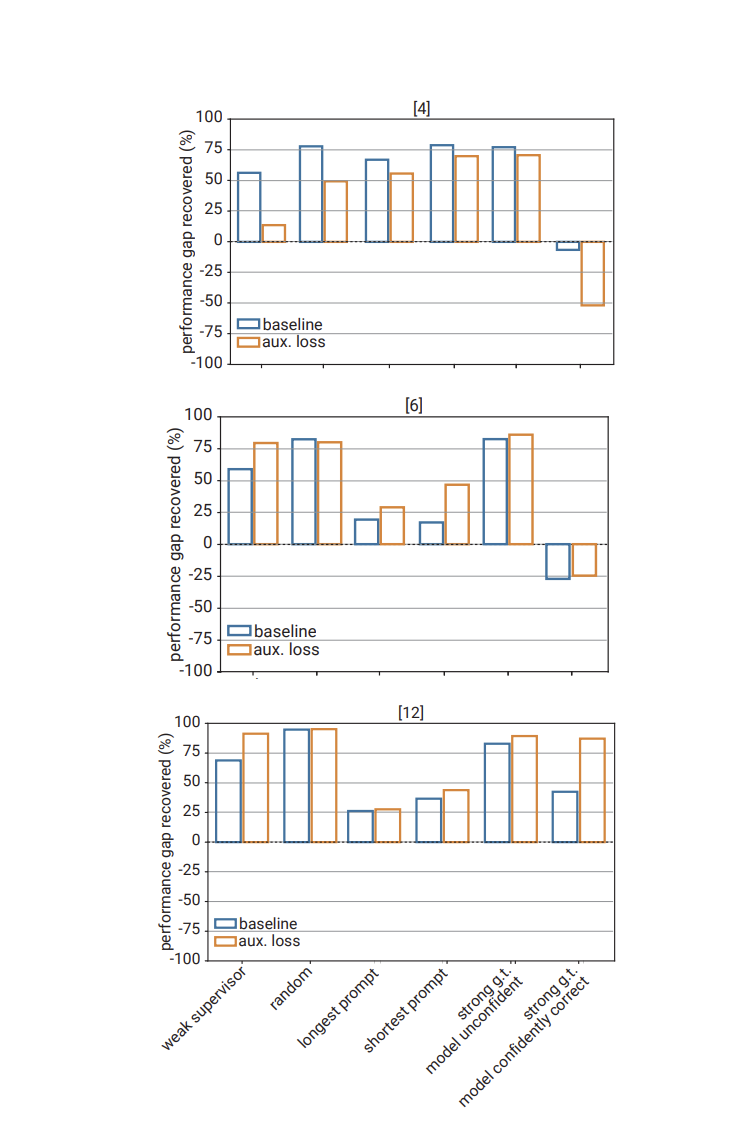 [4]
performance gap recovered (%)
100
75
50
25
0
-25
-50
-75
-100
baseline
aux. loss
[6]
performance gap recovered (%)
100
75
50
25
0
-25
-50
-75
-100
baseline
aux. loss
[12]
performance gap recovered (%)
100
75
50
25
0
-25
-50
-75
-100
baseline
aux. loss
weak supervisor
random
longest prompt
shortest prompt
strong g.t.
model unconfident
strong g.t.
model confidently correct